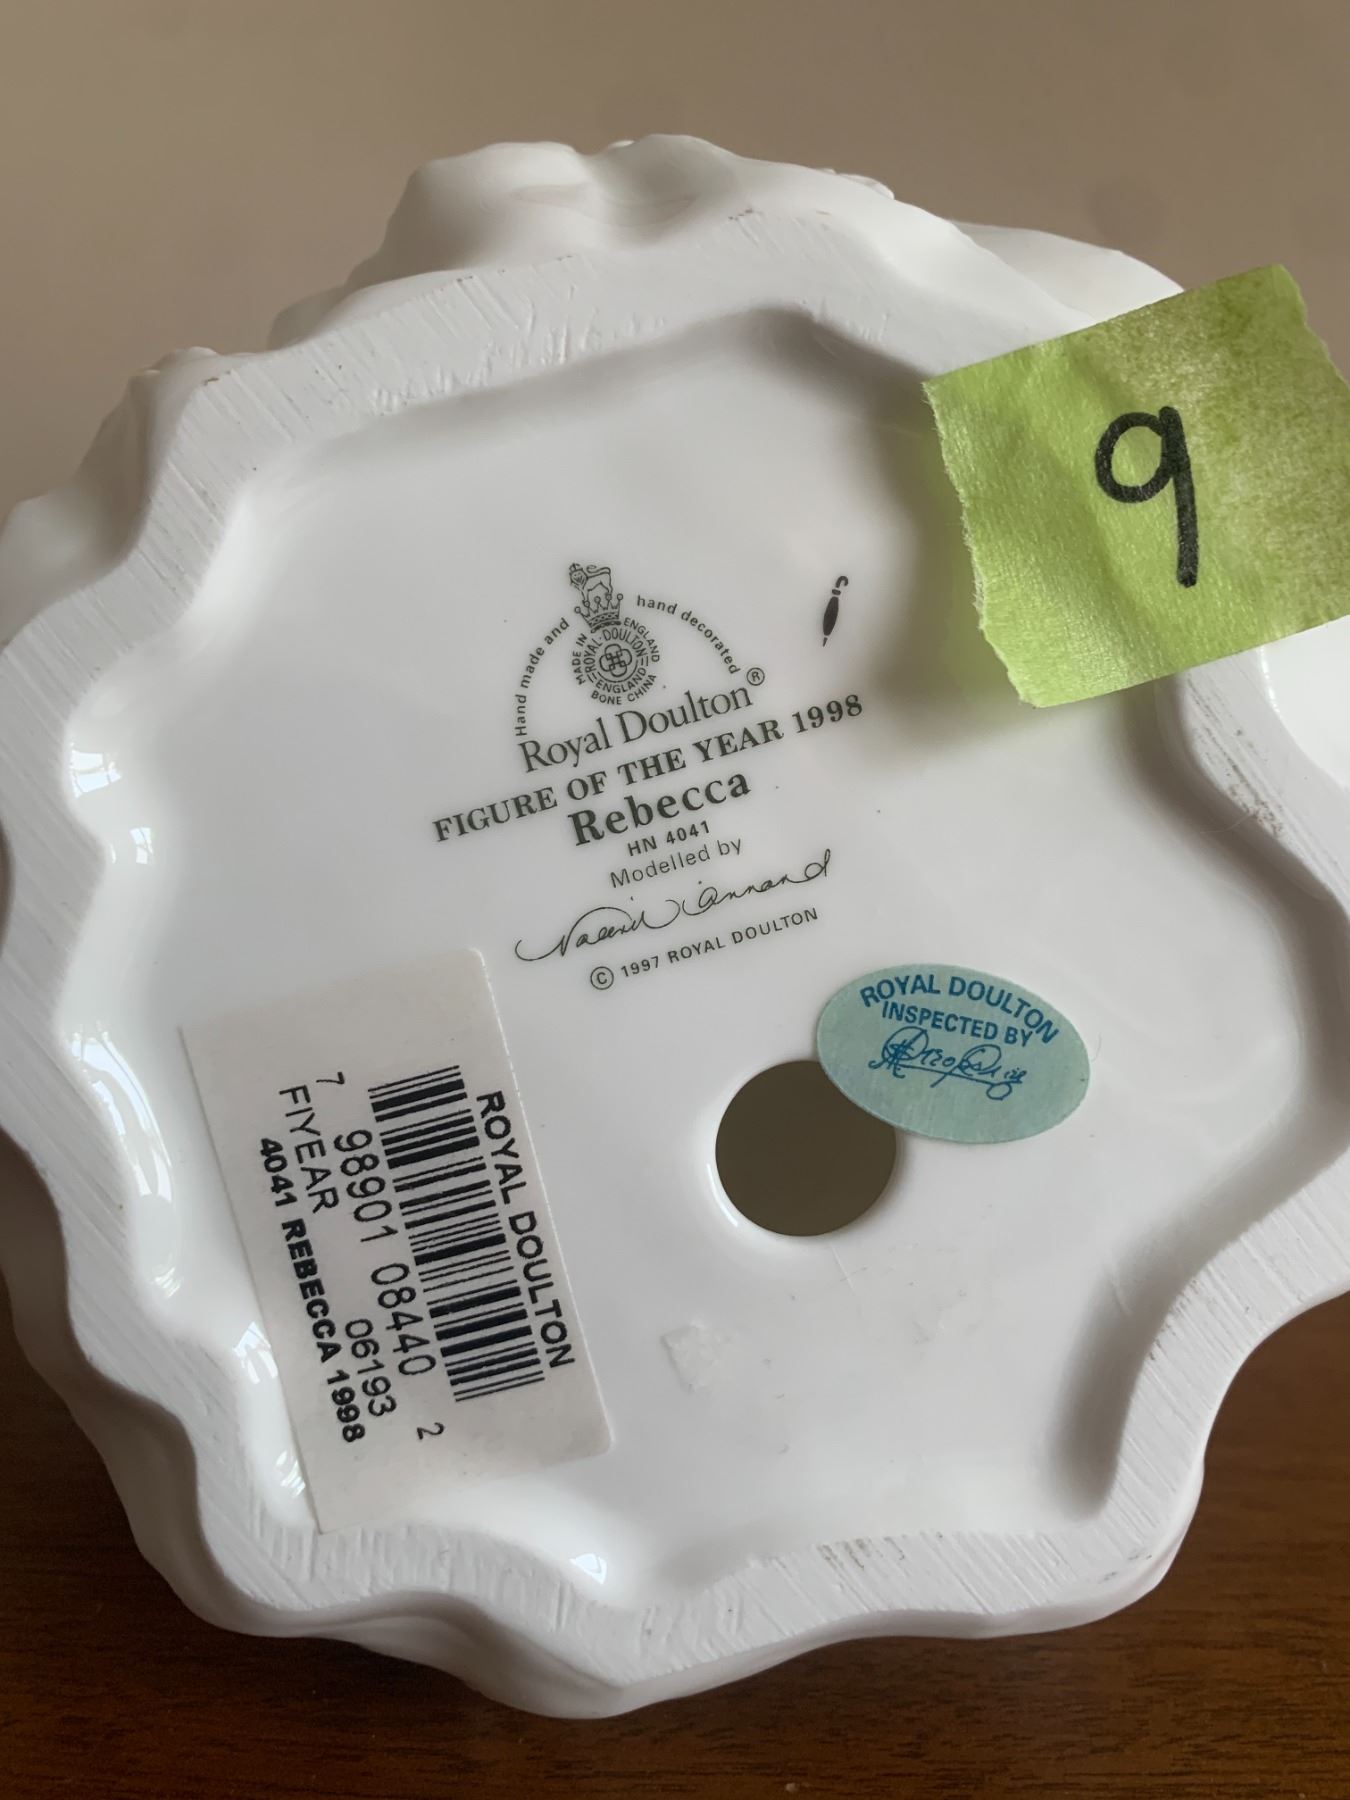 9
Hand made and hand decorated
MADE IN ENGLAND
ROYAL-DOULTON
ENGLAND
BONE CHINA
Royal Doulton®
FIGURE OF THE YEAR 1998
Rebecca
HN 4041
Modelled by
© 1997 ROYAL DOULTON
ROYAL DOULTON
INSPECTED BY
ROYAL DOULTON
7 98901 08440 2
FIYEAR 06193
4041 REBECCA 1998